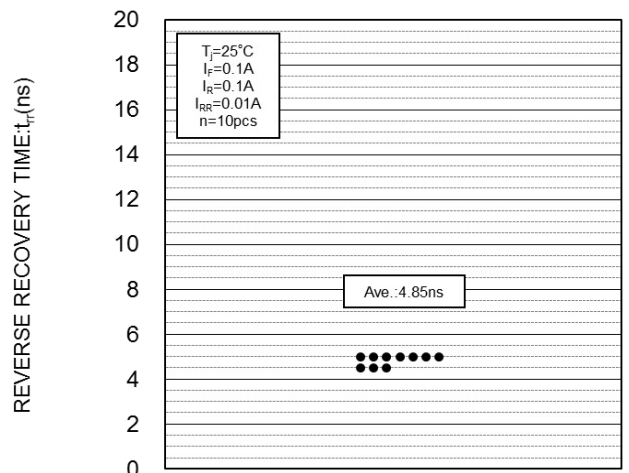 REVERSE RECOVERY TIME:trr(ns)
20
18
16
14
12
10
8
6
4
2
0
Tj=25°C
IF=0.1A
IR=0.1A
IRR=0.01A
n=10pcs
Ave.:4.85ns